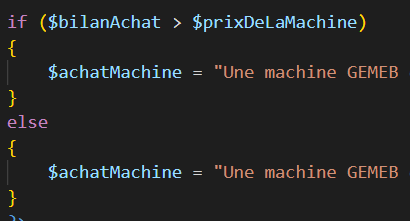 if ($bilanAchat > $prixDeLaMachine)
{
$achatMachine = "Une machine GEMEB
}
else
{
$achatMachine = "Une machine GEMEB
}